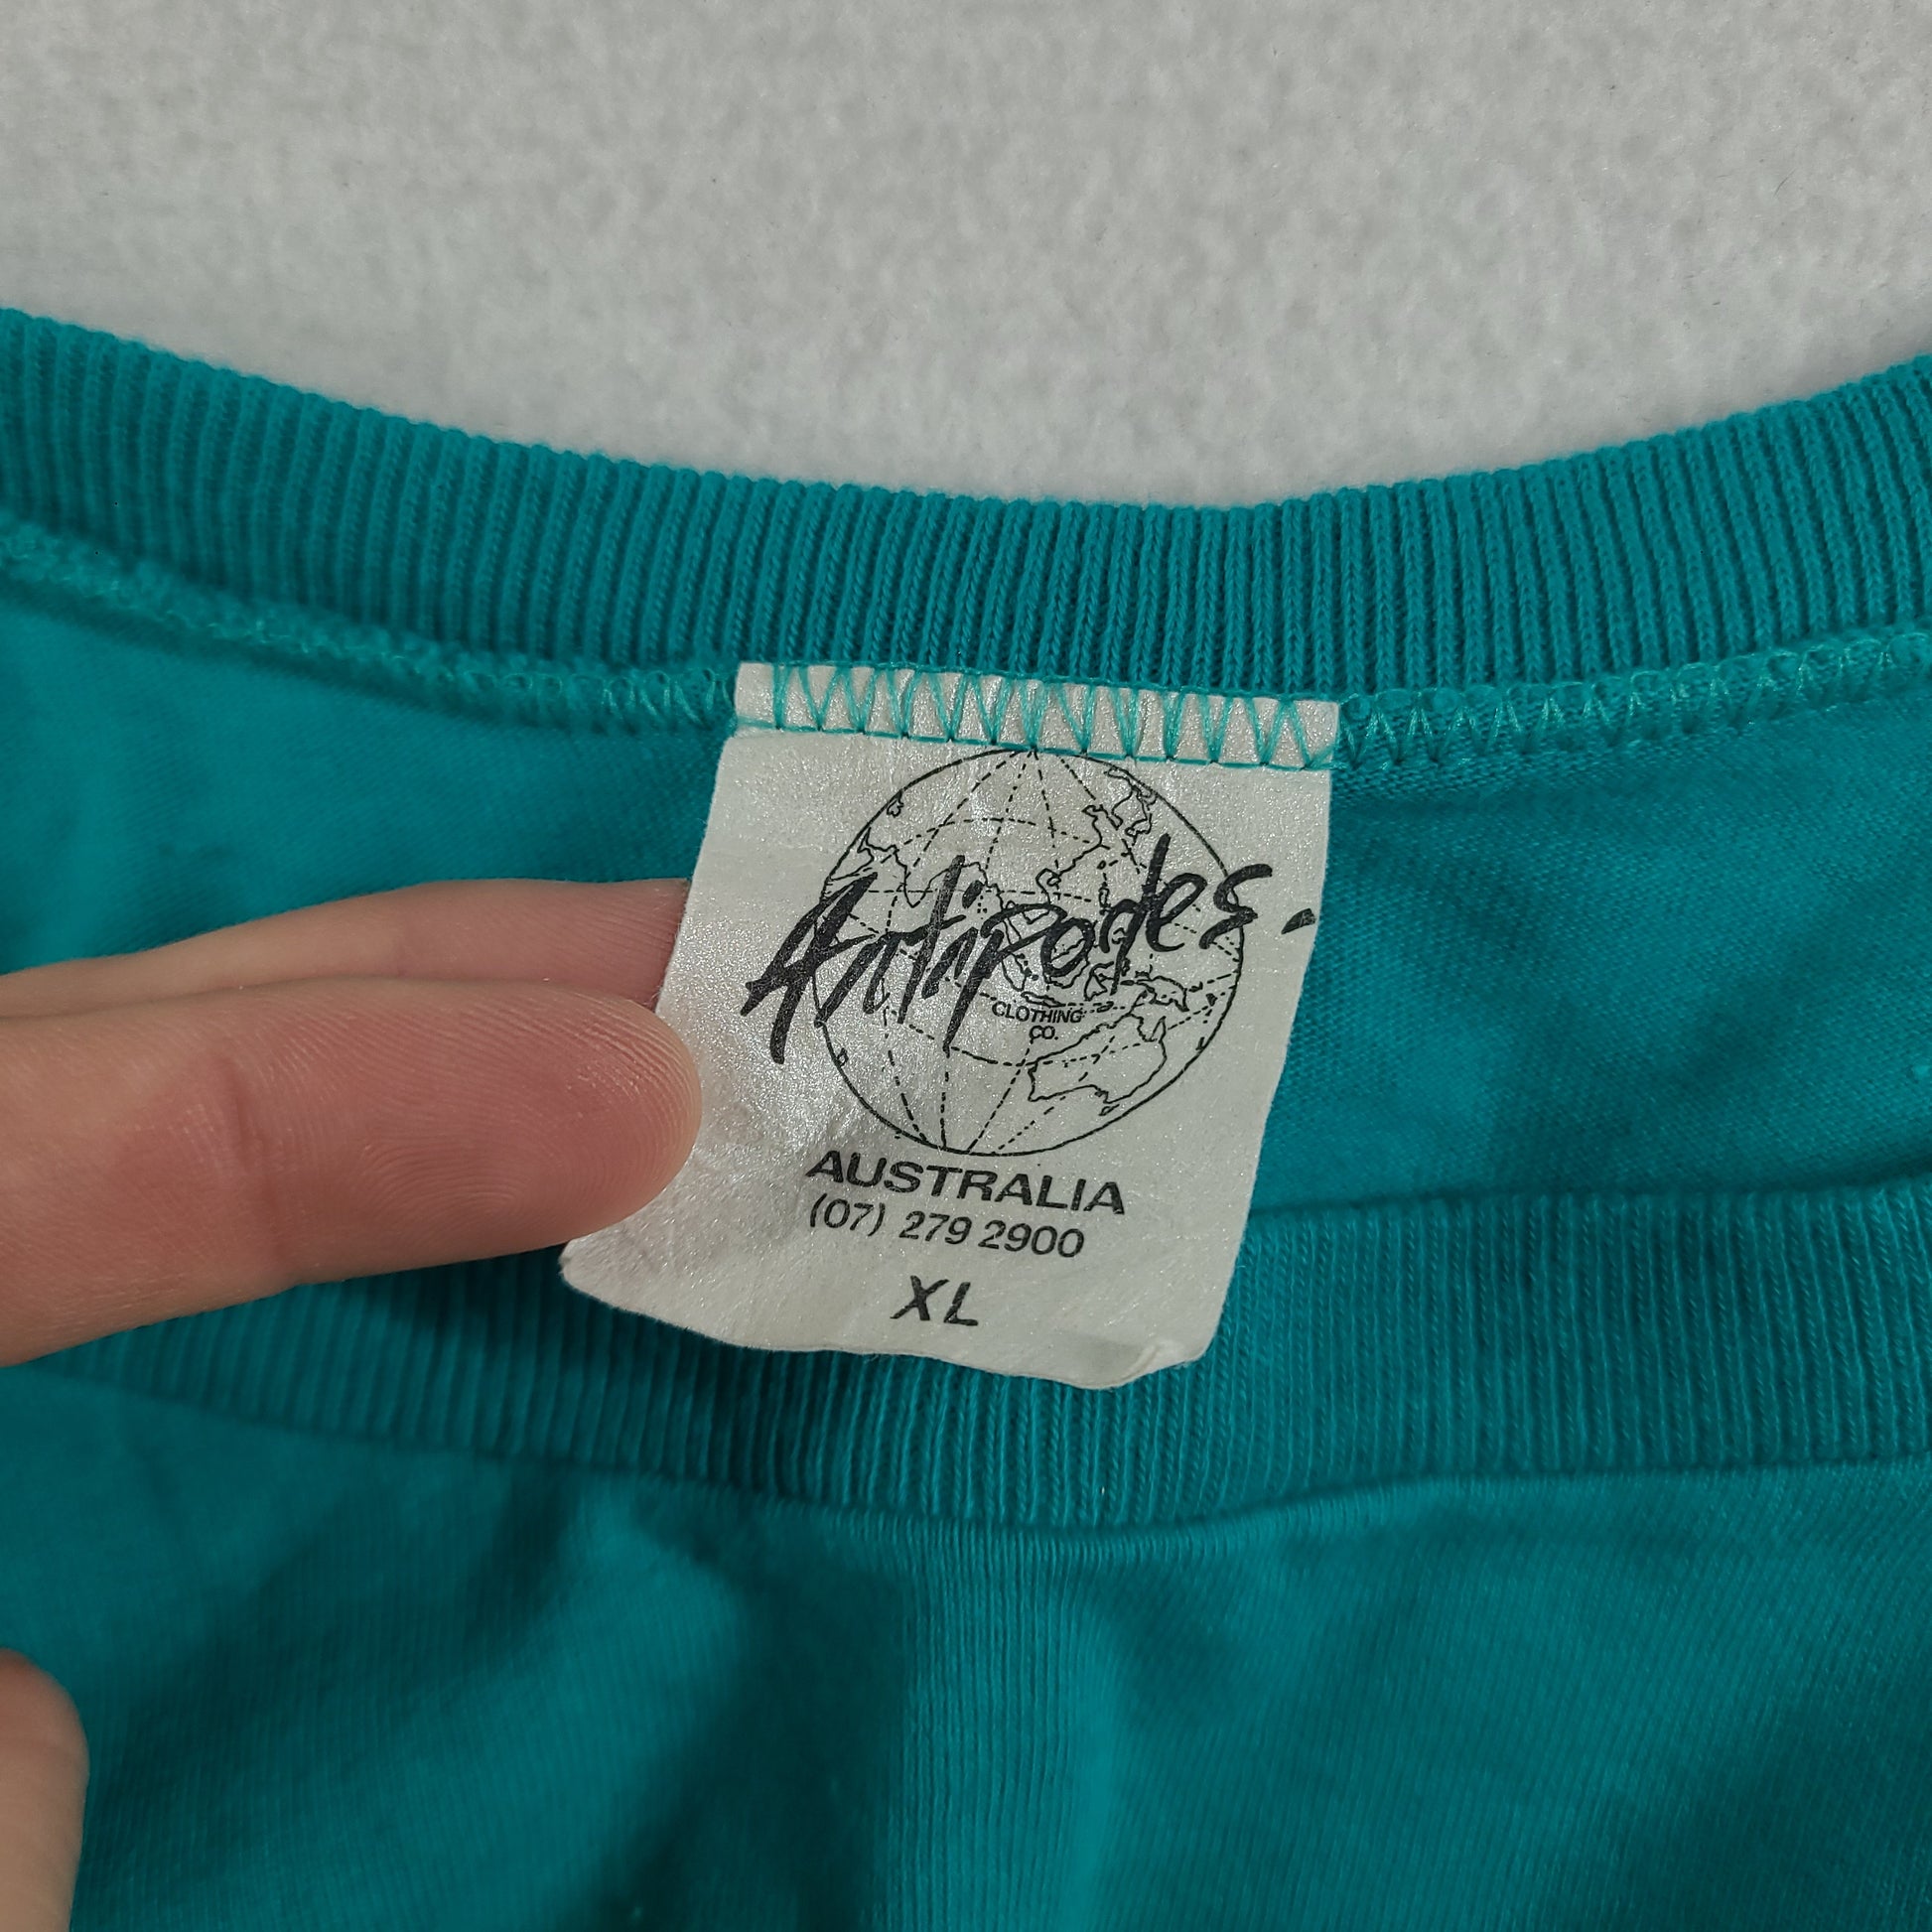 Antipodes.
CLOTHING
CO.
AUSTRALIA
(07) 279 2900
XL